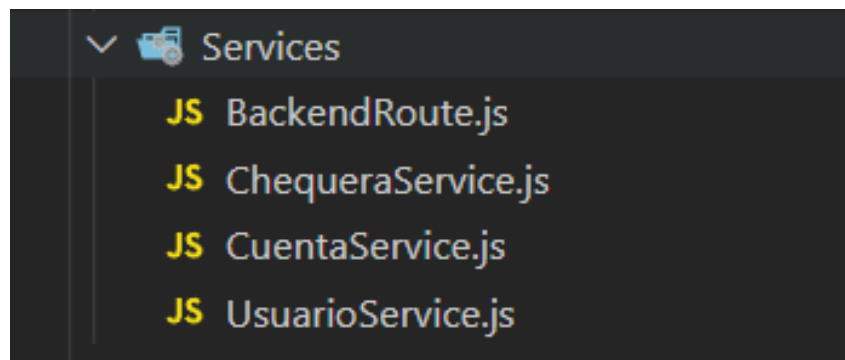 Services
JS BackendRoute.js
JS ChequeraService.js
JS CuentaService.js
JS UsuarioService.js